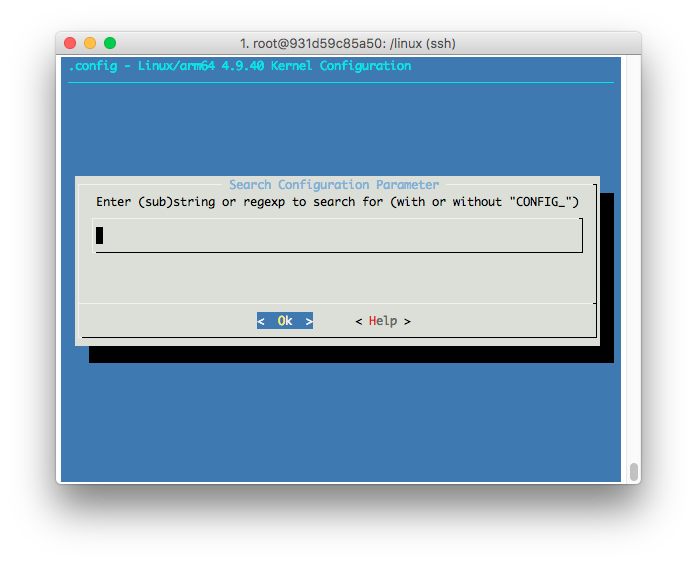 1. root@931d59c85a50: /linux (ssh)
.config - Linux/arm64 4.9.40 Kernel Configuration
Search Configuration Parameter
Enter (sub)string or regexp to search for (with or without "CONFIG_")
< Ok > < Help >